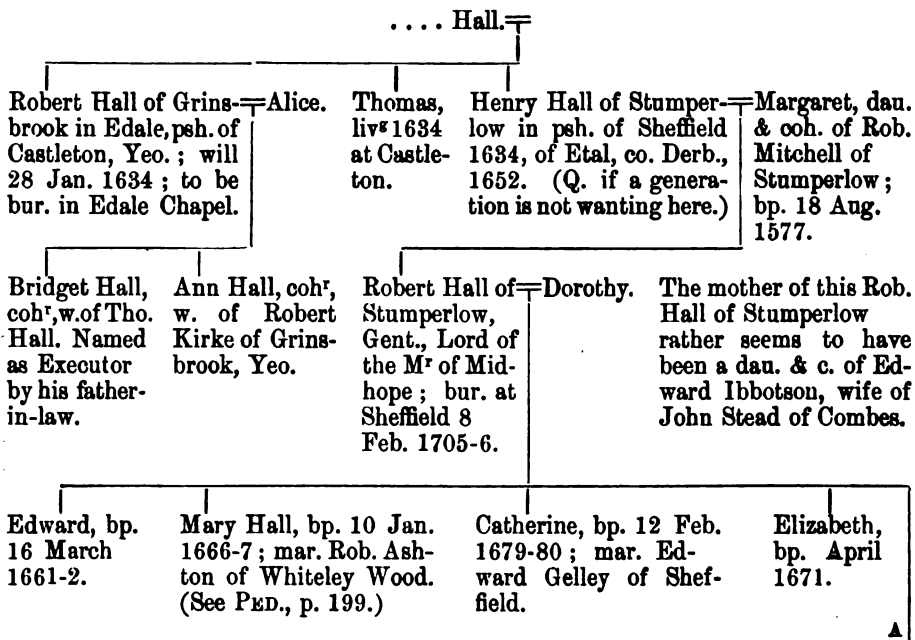 .... Hall.
Robert Hall of Grins-
brook in Edale, psh. of
Castleton, Yeo.; will
28 Jan. 1634; to be
bur. in Edale Chapel.
Alice.
Thomas,
livᵍ 1634
at Castle-
ton.
Henry Hall of Stumper-
low in psh. of Sheffield
1634, of Etal, co. Derb.,
1652. (Q. if a genera-
tion is not wanting here.)
Margaret, dau.
& coh. of Rob.
Mitchell of
Stumperlow;
bp. 18 Aug.
1577.
Bridget Hall,
cohʳ, w. of Tho.
Hall. Named
as Executor
by his father-
in-law.
Ann Hall, cohʳ,
w. of Robert
Kirke of Grins-
brook, Yeo.
Robert Hall of
Stumperlow,
Gent., Lord of
the Mʳ of Mid-
hope; bur. at
Sheffield 8
Feb. 1705-6.
Dorothy.
The mother of this Rob.
Hall of Stumperlow
rather seems to have
been a dau. & c. of Ed-
ward Ibbotson, wife of
John Stead of Combes.
Edward, bp.
16 March
1661-2.
Mary Hall, bp. 10 Jan.
1666-7; mar. Rob. Ash-
ton of Whiteley Wood.
(See PED., p. 199.)
Catherine, bp. 12 Feb.
1679-80; mar. Ed-
ward Gelley of Shef-
field.
Elizabeth,
bp. April
1671.
A